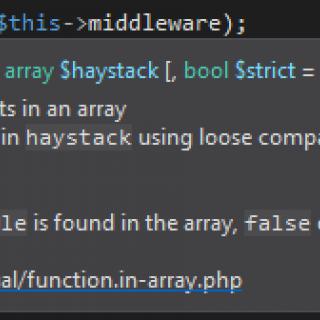 $this->middleware);
array $haystack [, bool $strict =
ts in an array
in haystack using loose compa
le is found in the array, false
al/function.in-array.php